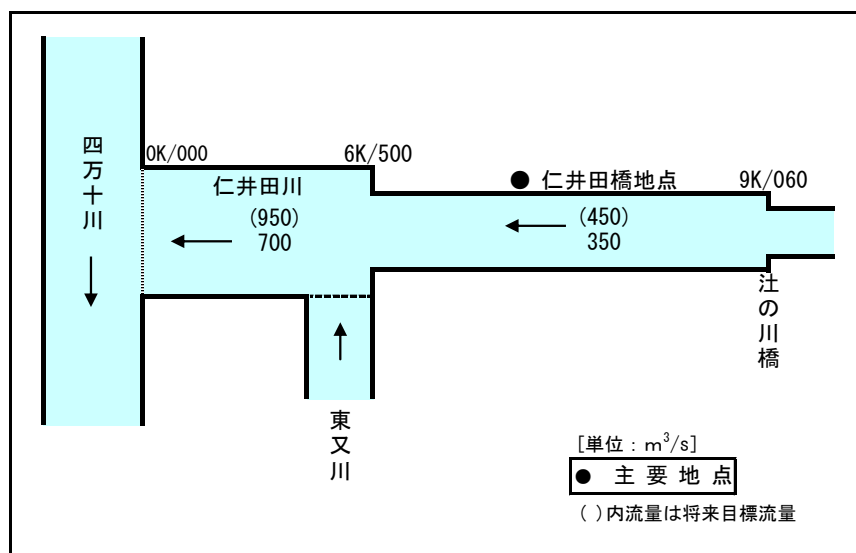 四万十川
0K/000
6K/500
仁井田川
(950)
700
● 仁井田橋地点
9K/060
(450)
350
汢の川橋
東又川
[単位：m³/s]
● 主要地点
( )内流量は将来目標流量